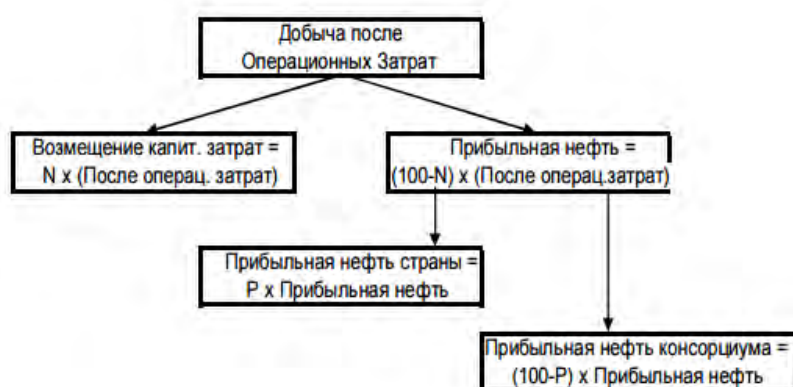 Добыча после
Операционных Затрат
Возмещение капит. затрат =
N x (После операц. затрат)
Прибыльная нефть =
(100-N) x (После операц.затрат)
Прибыльная нефть страны =
P x Прибыльная нефть
Прибыльная нефть консорциума =
(100-P) x Прибыльная нефть